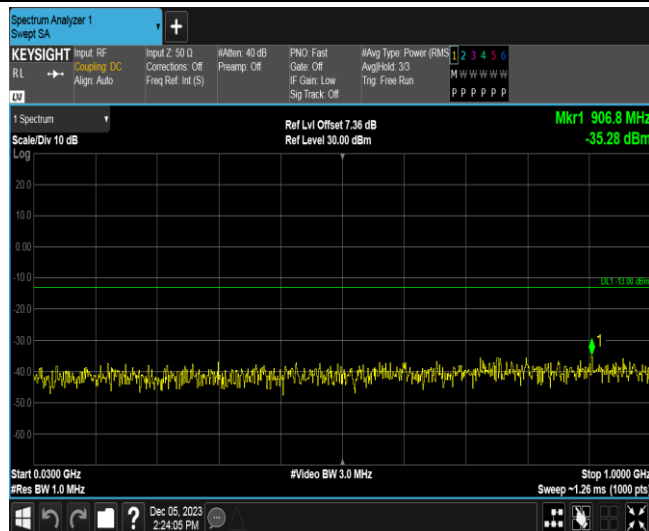 Spectrum Analyzer 1
Swept SA
+
KEYSIGHT
RL
Input: RF
Coupling: DC
Align: Auto
Input Z: 50 Ω
Corrections: Off
Freq Ref: Int (S)
#Atten: 40 dB
Preamp: Off
PNO: Fast
Gate: Off
IF Gain: Low
Sig Track: Off
#Avg Type: Power (RMS
Avg|Hold: 3/3
Trig: Free Run
1 2 3 4 5 6
M W W W W W
P P P P P P
1 Spectrum
Scale/Div 10 dB
Log
Ref Lvl Offset 7.36 dB
Ref Level 30.00 dBm
Mkr1 906.8 MHz
-35.28 dBm
20.0
10.0
0.00
-10.0
-20.0
-30.0
-40.0
-50.0
-60.0
DL1 -13.00 dBm
1
Start 0.0300 GHz
#Res BW 1.0 MHz
#Video BW 3.0 MHz
Stop 1.0000 GHz
Sweep ~1.26 ms (1000 pts)
?
Dec 05, 2023
2:24:05 PM